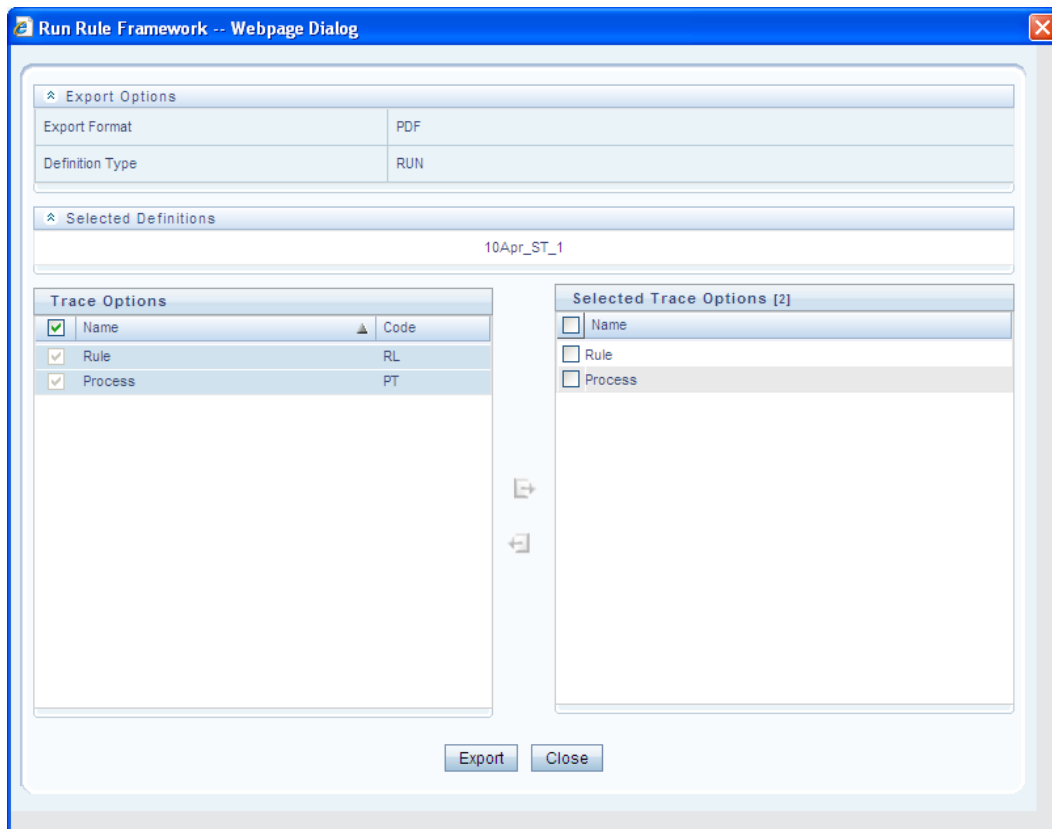 Run Rule Framework -- Webpage Dialog
Export Options
Export Format PDF
Definition Type RUN
Selected Definitions
10Apr_ST_1
Trace Options
Name Code
Rule RL
Process PT
Selected Trace Options [2]
Name
Rule
Process
Export Close